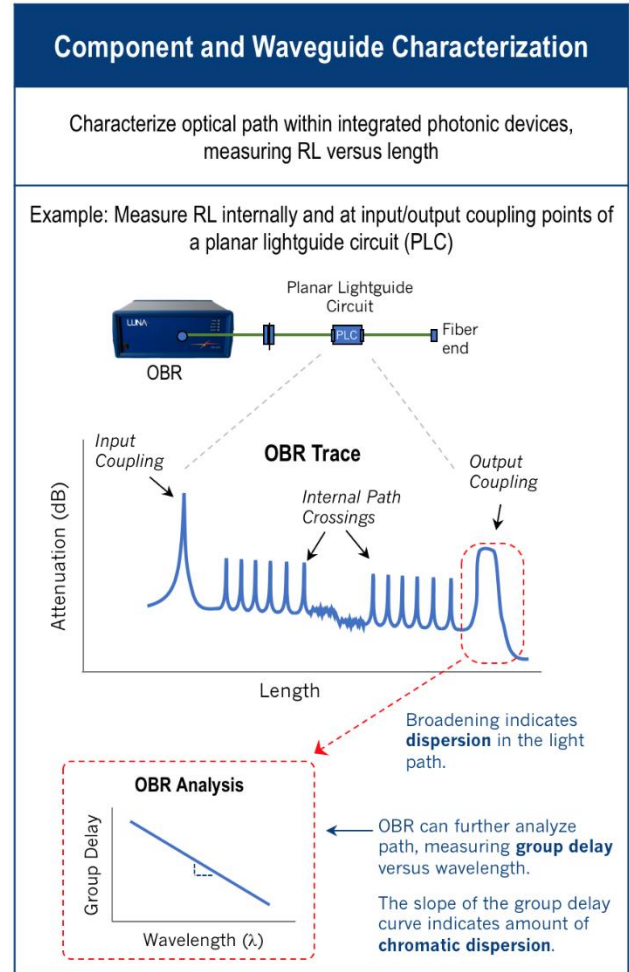 Component and Waveguide Characterization
Characterize optical path within integrated photonic devices,
measuring RL versus length
Example: Measure RL internally and at input/output coupling points of
a planar lightguide circuit (PLC)
Planar Lightguide
Circuit
LUNA
PLC
Fiber
end
OBR
Input
Coupling
OBR Trace
Output
Coupling
Internal Path
Crossings
Attenuation (dB)
Length
Broadening indicates
dispersion in the light
path.
OBR Analysis
Group Delay
Wavelength (λ)
OBR can further analyze
path, measuring group delay
versus wavelength.
The slope of the group delay
curve indicates amount of
chromatic dispersion.